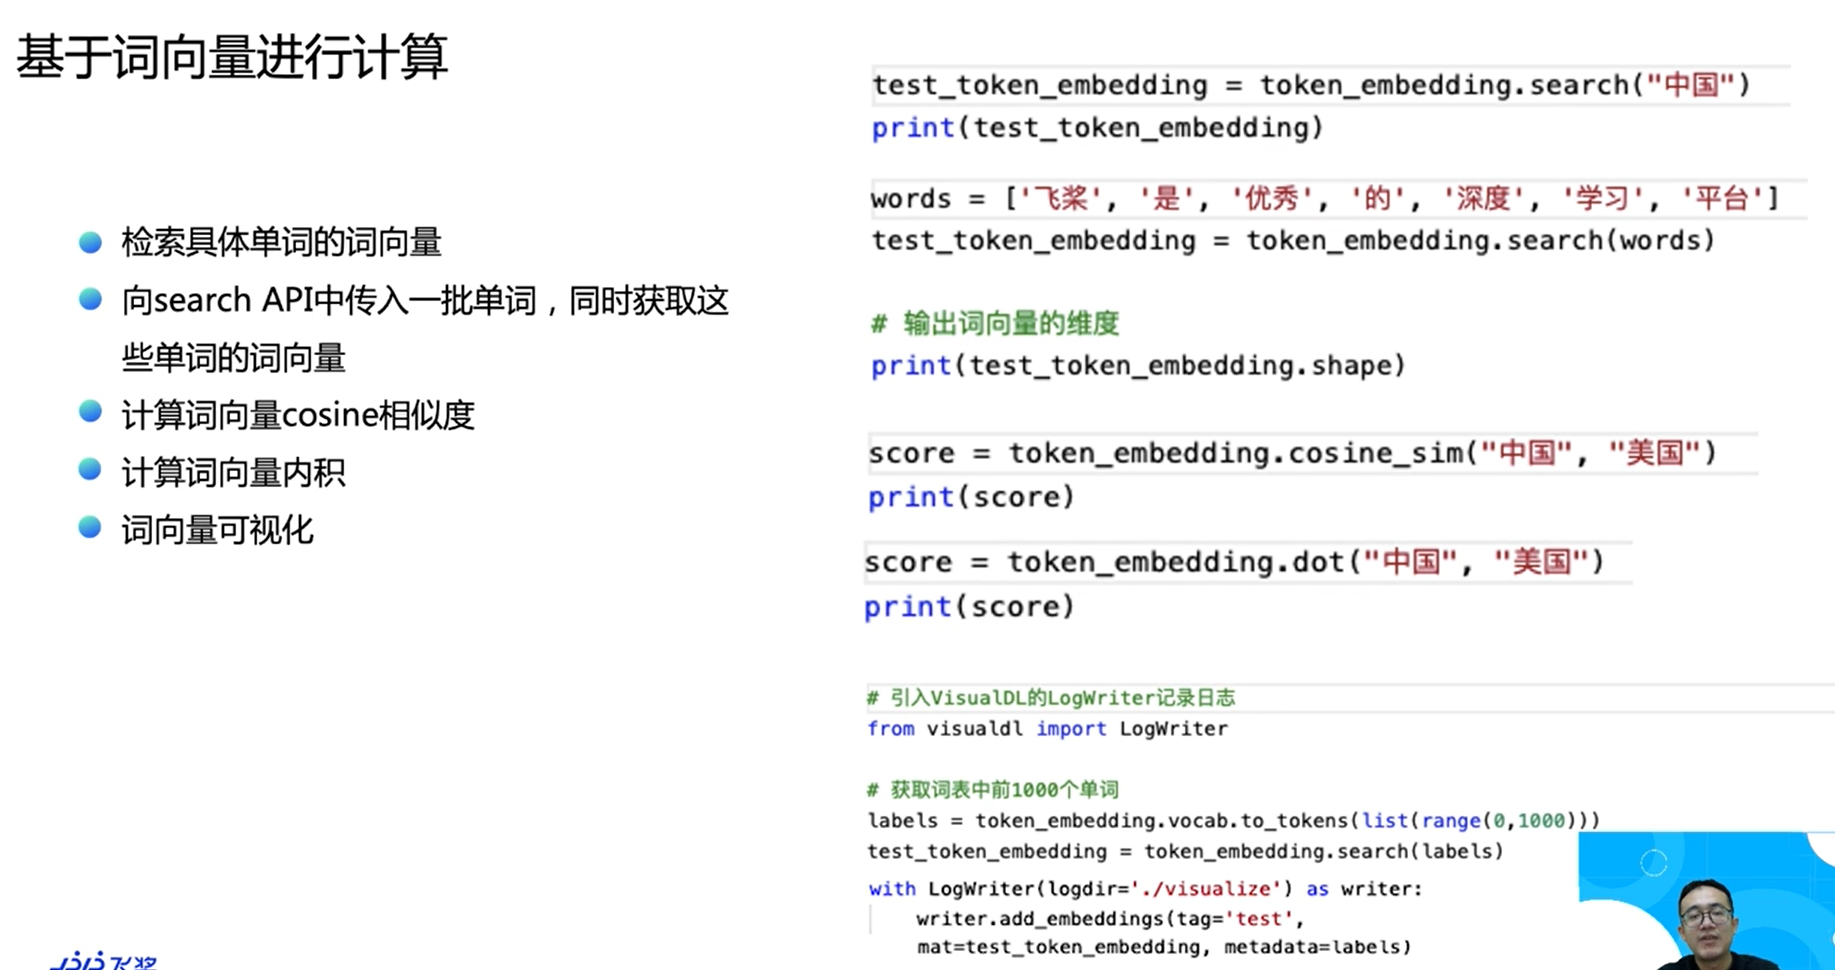 基于词向量进行计算
检索具体单词的词向量
向search API中传入一批单词，同时获取这
些单词的词向量
计算词向量cosine相似度
计算词向量内积
词向量可视化
test_token_embedding = token_embedding.search("中国")
print(test_token_embedding)
words = ['飞桨', '是', '优秀', '的', '深度', '学习', '平台']
test_token_embedding = token_embedding.search(words)
# 输出词向量的维度
print(test_token_embedding.shape)
score = token_embedding.cosine_sim("中国", "美国")
print(score)
score = token_embedding.dot("中国", "美国")
print(score)
# 引入VisualDL的LogWriter记录日志
from visualdl import LogWriter
# 获取词表中前1000个单词
labels = token_embedding.vocab.to_tokens(list(range(0,1000)))
test_token_embedding = token_embedding.search(labels)
with LogWriter(logdir='./visualize') as writer:
writer.add_embeddings(tag='test',
mat=test_token_embedding, metadata=labels)
飞桨